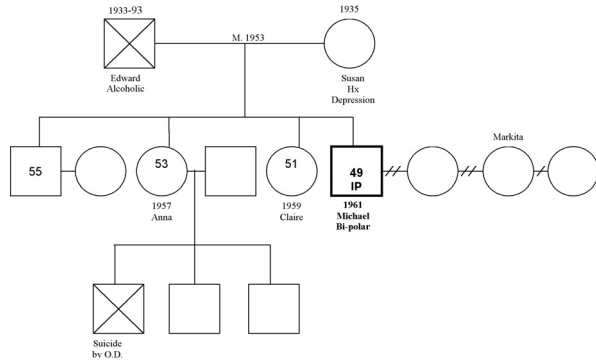 1933-93
1935
M. 1953
Edward
Alcoholic
Susan
Hx
Depression
Markita
55
53
51
49
IP
1957
Anna
1959
Claire
1961
Michael
Bi-polar
Suicide
by O.D.